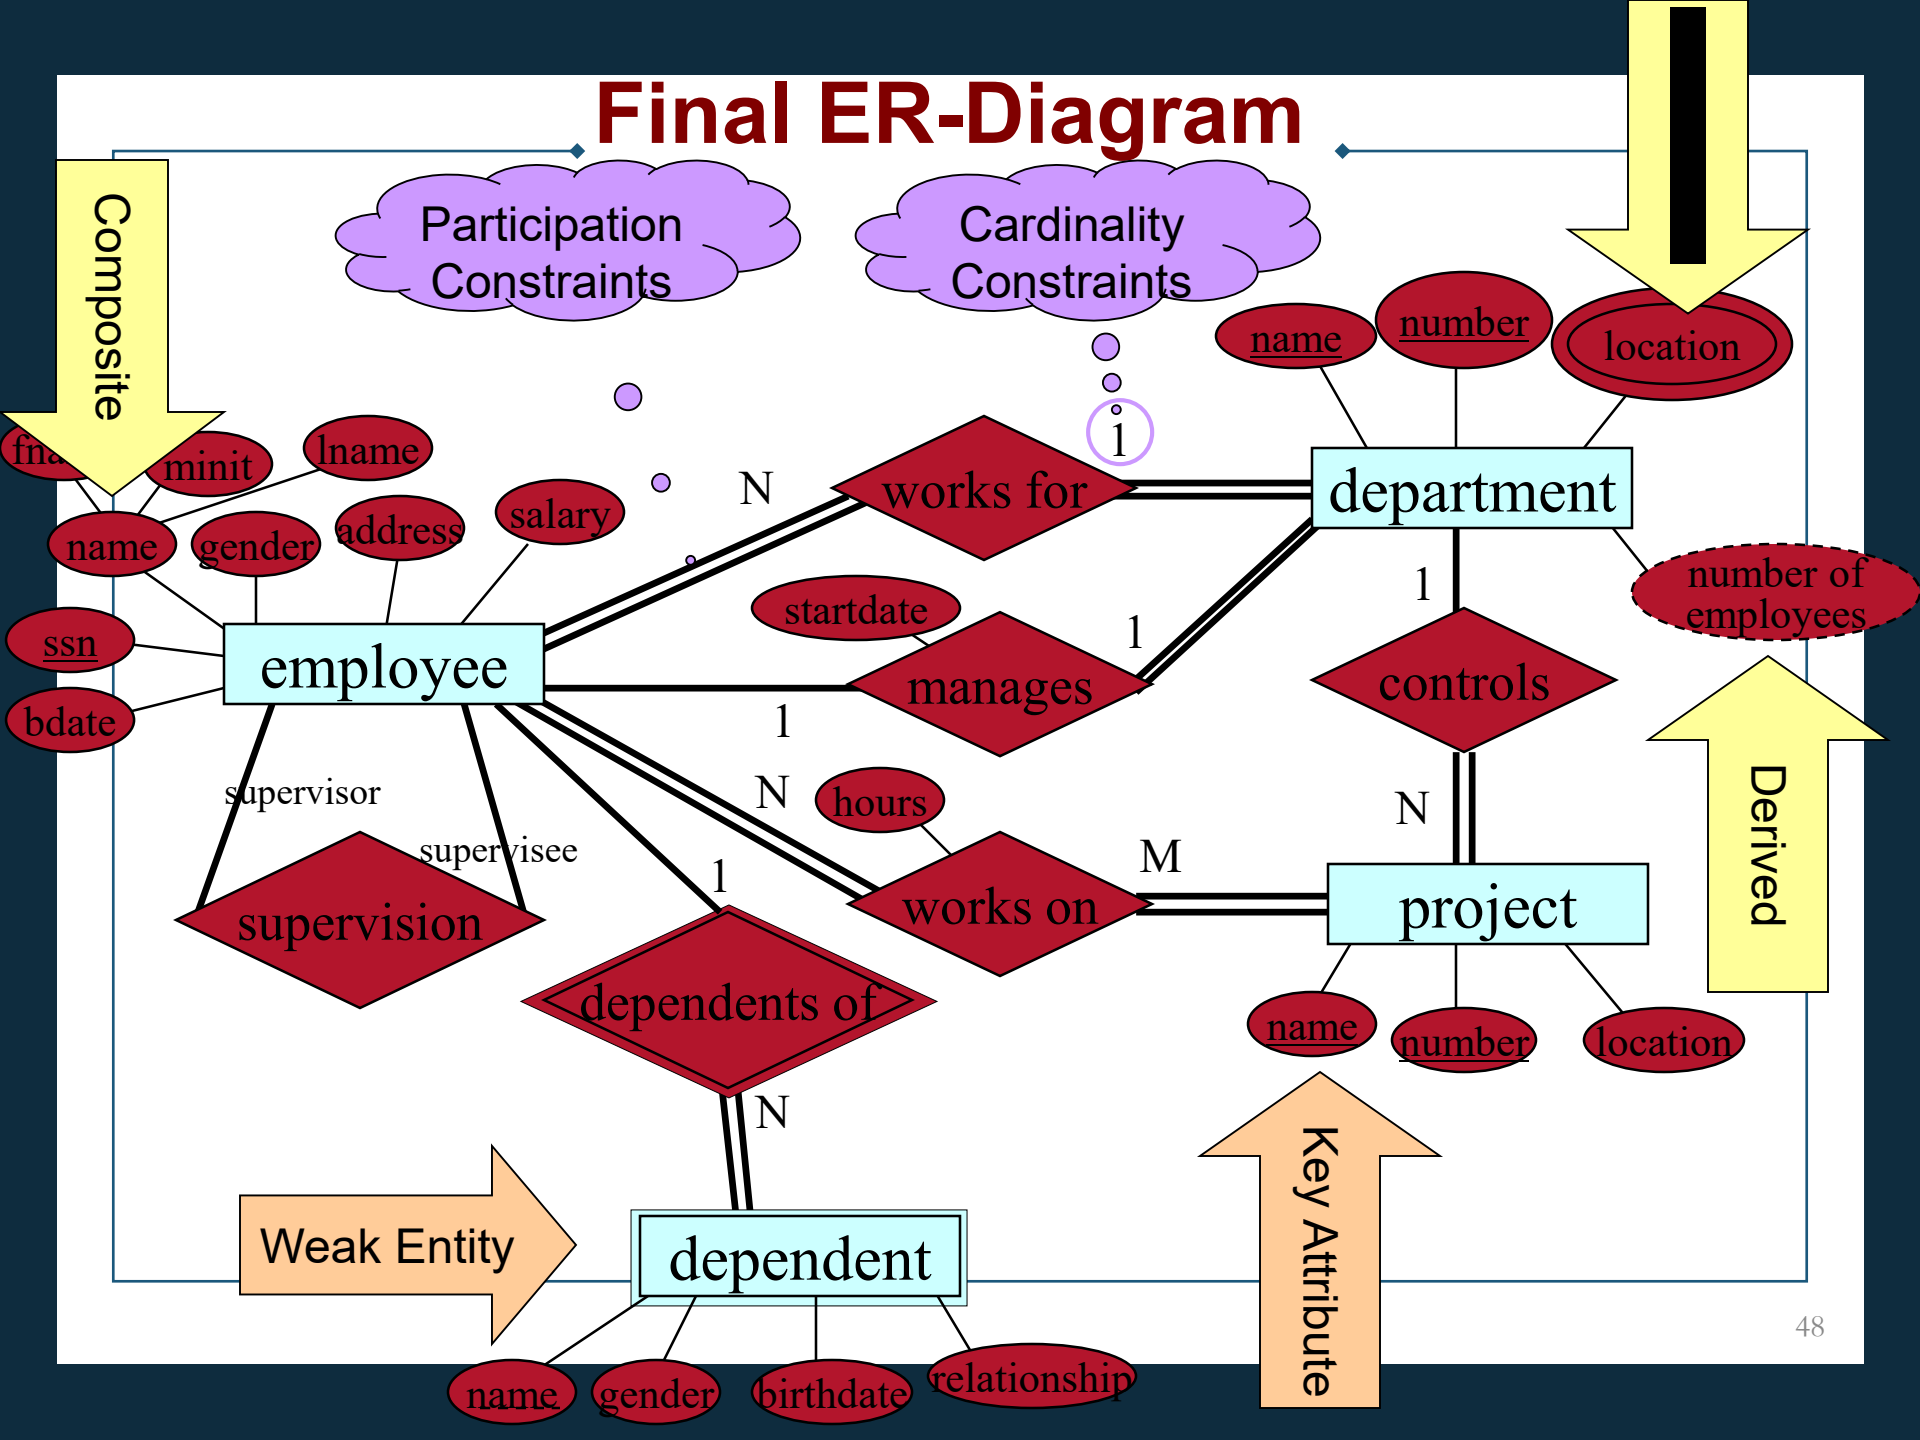 Final ER-Diagram
Composite
Participation
Constraints
Cardinality
Constraints
name
number
location
1
minit
lname
name
gender
address
salary
N
works for
department
number of
employees
startdate
1
1
ssn
employee
manages
controls
bdate
1
supervisor
N
hours
N
Derived
supervisee
1
M
supervision
works on
project
dependents of
name
number
location
N
Key Attribute
Weak Entity
dependent
48
name
gender
birthdate
relationship